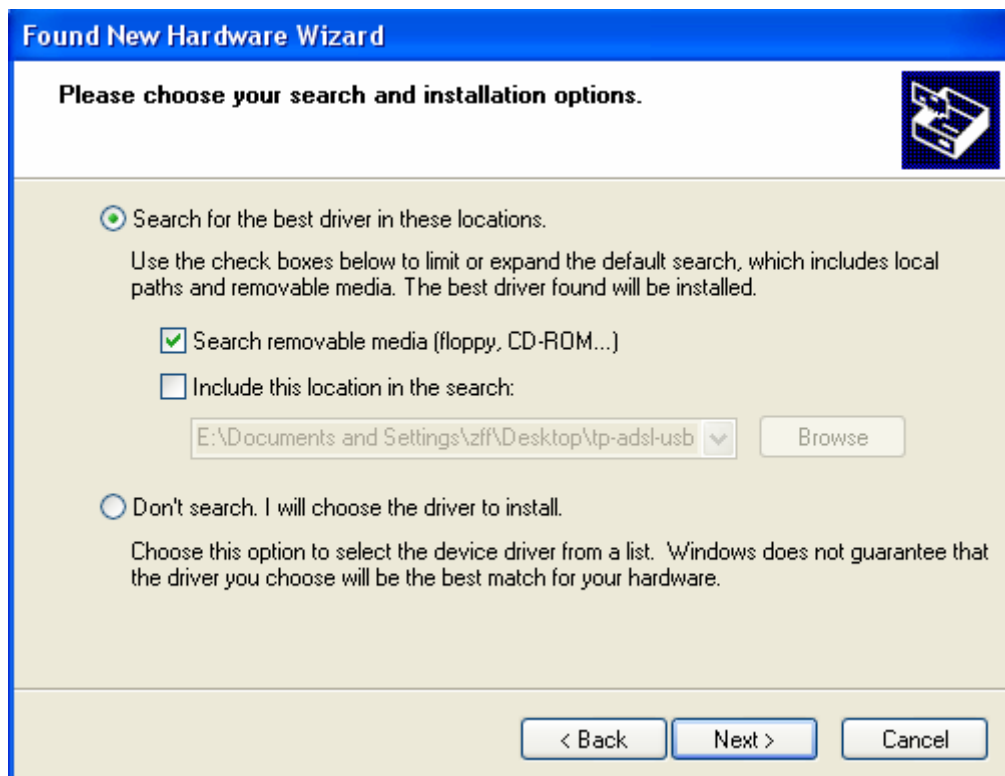 Found New Hardware Wizard
Please choose your search and installation options.
Search for the best driver in these locations.
Use the check boxes below to limit or expand the default search, which includes local
paths and removable media. The best driver found will be installed.
Search removable media (floppy, CD-ROM...)
Include this location in the search:
E:\Documents and Settings\zff\Desktop\tp-adsl-usb
Browse
Don't search. I will choose the driver to install.
Choose this option to select the device driver from a list. Windows does not guarantee that
the driver you choose will be the best match for your hardware.
< Back Next > Cancel